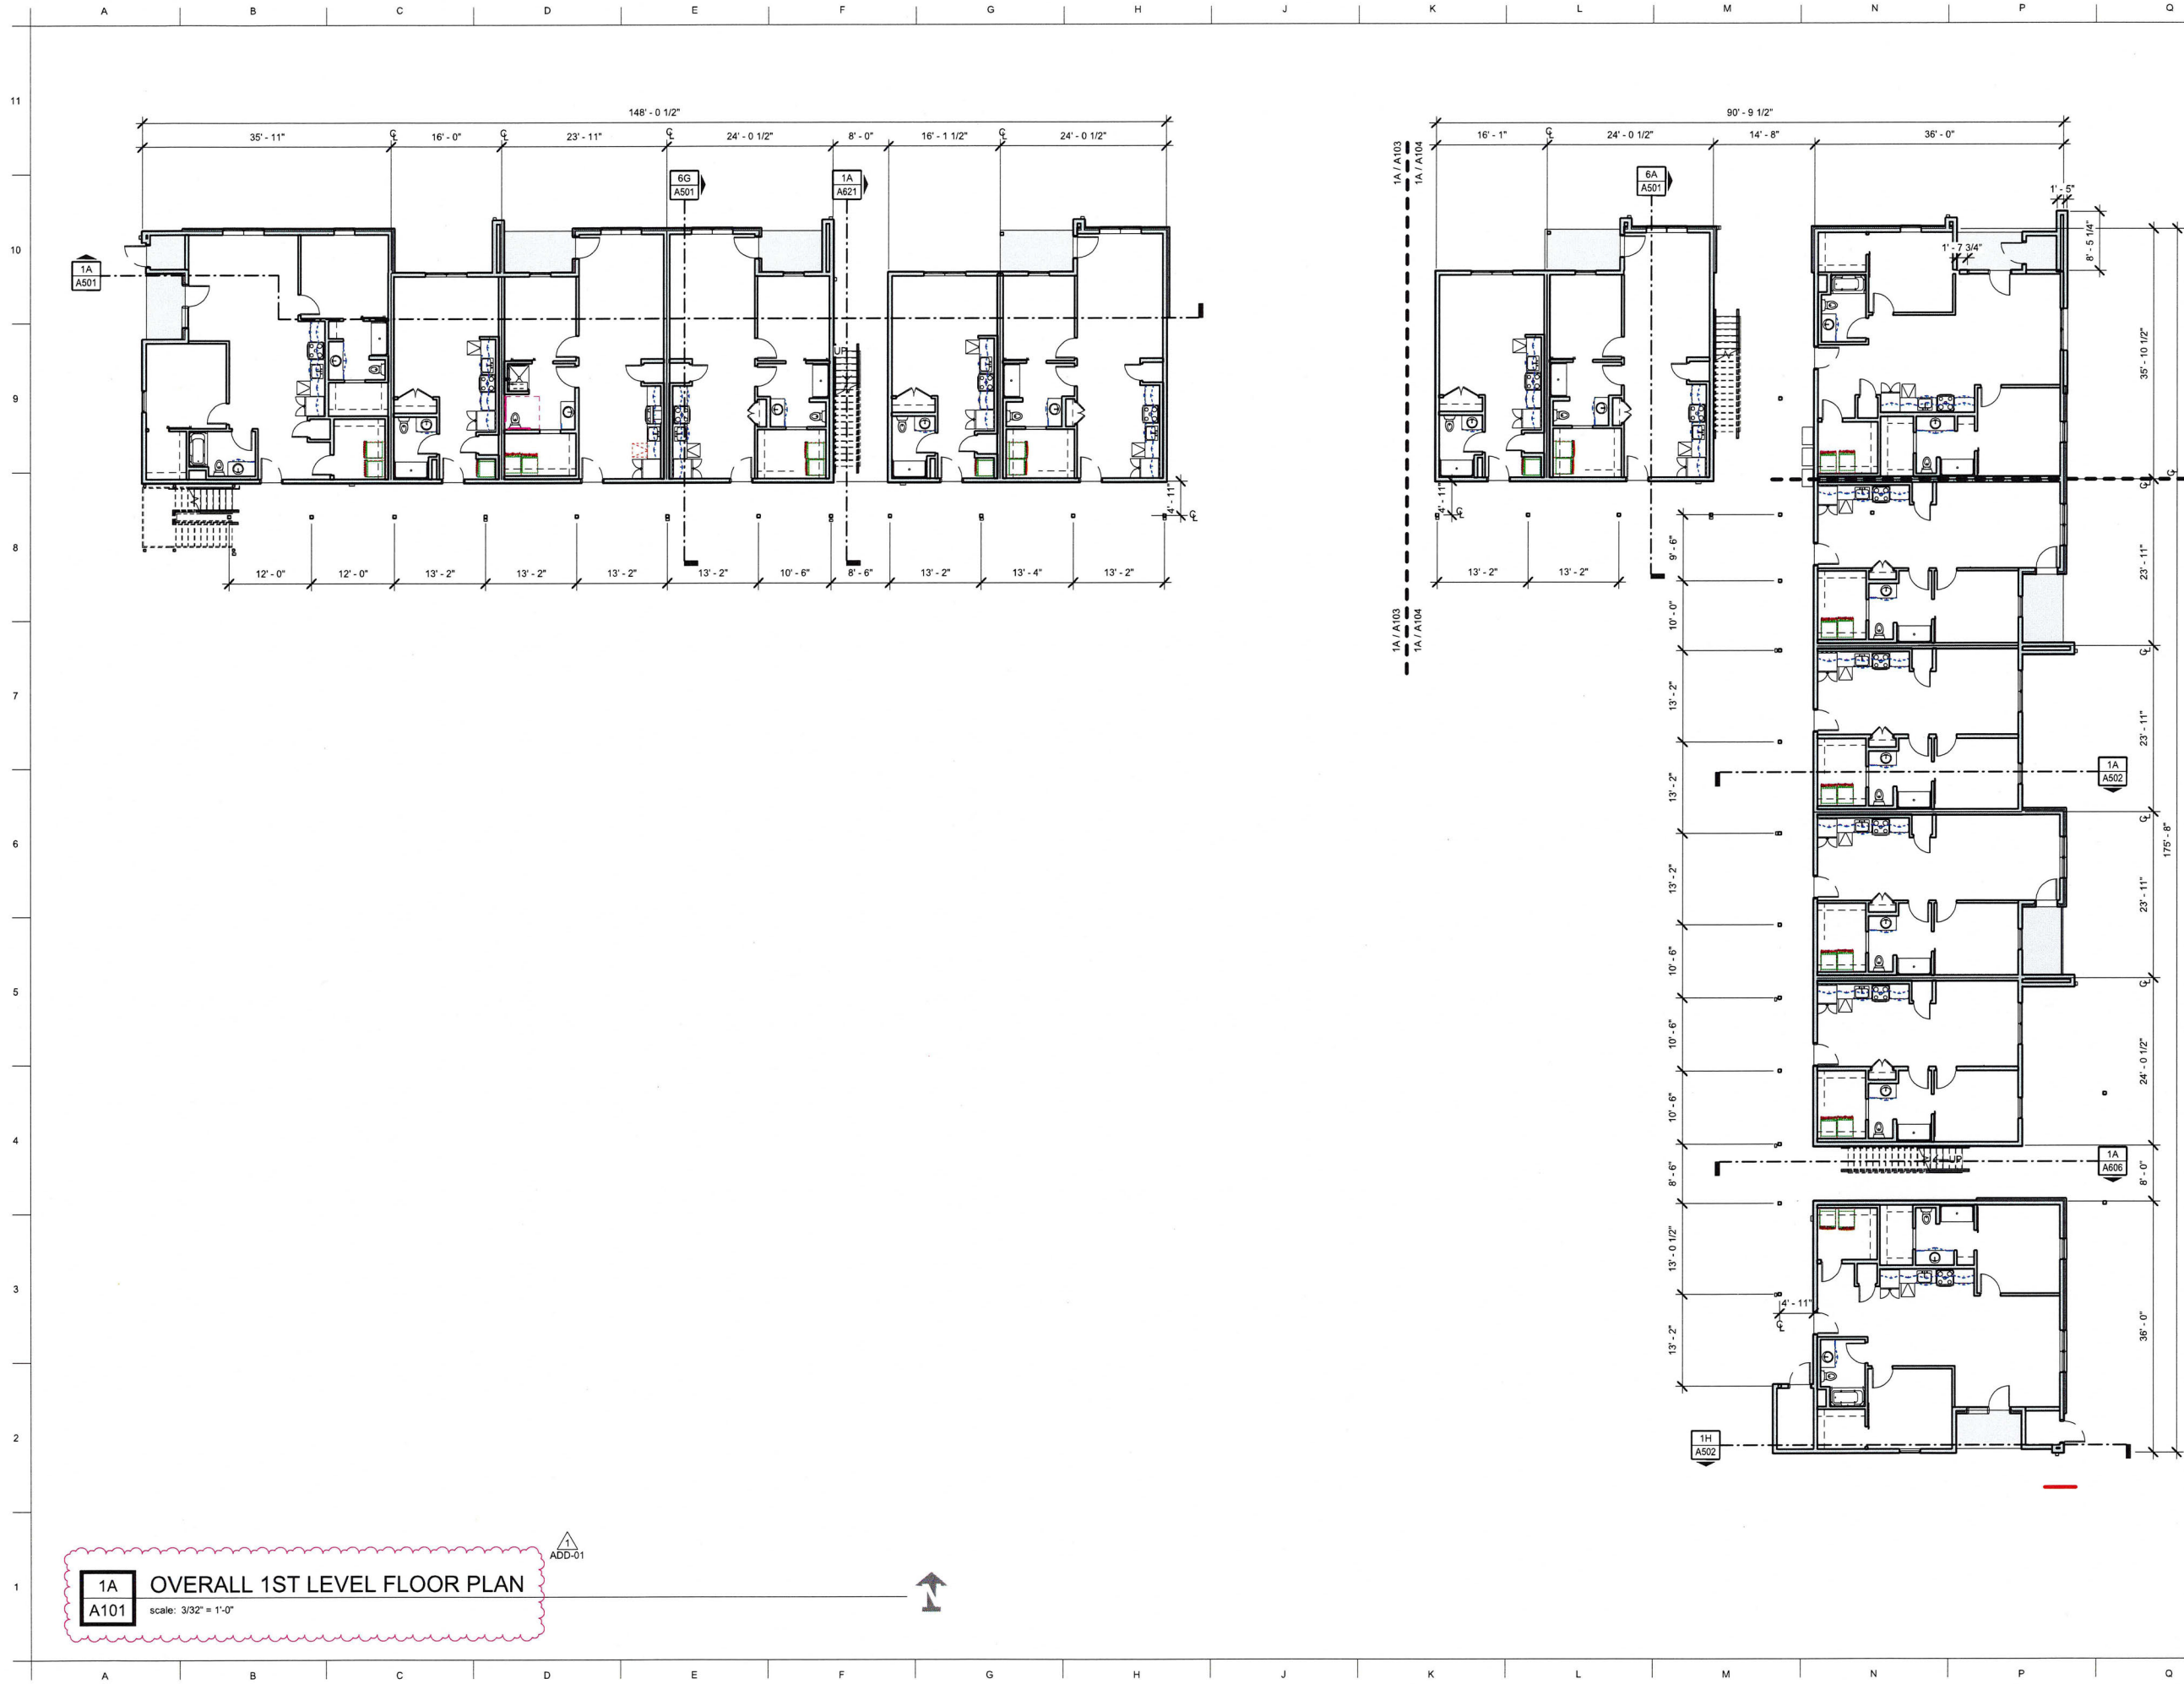 A B C D E F G H J K L M N P Q
11
148' - 0 1/2"
90' - 9 1/2"
35' - 11" 16' - 0" 23' - 11" 24' - 0 1/2" 8' - 0" 16' - 1 1/2" 24' - 0 1/2"
16' - 1" 24' - 0 1/2" 14' - 8" 36' - 0"
1A / A103
1A / A104
6G
A501
1A
A621
6A
A501
1' - 5"
10
1' - 7 3/4"
8' - 5 1/4"
1A
A501
35' - 10 1/2"
UP
9
4' - 11"
4' - 11"
8
9' - 6"
12' - 0" 12' - 0" 13' - 2" 13' - 2" 13' - 2" 13' - 2" 10' - 6" 8' - 6" 13' - 2" 13' - 4" 13' - 2"
13' - 2" 13' - 2"
23' - 11"
10' - 0"
1A / A103
1A / A104
7
13' - 2"
23' - 11"
1A
A502
13' - 2"
6
175' - 8"
13' - 2"
23' - 11"
10' - 6"
5
10' - 6"
24' - 0 1/2"
10' - 6"
4
UP
1A
A606
8' - 6"
8' - 0"
13' - 0 1/2"
3
4' - 11"
13' - 2"
36' - 0"
2
1H
A502
1
ADD-01
1
1A
A101
OVERALL 1ST LEVEL FLOOR PLAN
scale: 3/32" = 1'-0"
N
A B C D E F G H J K L M N P Q